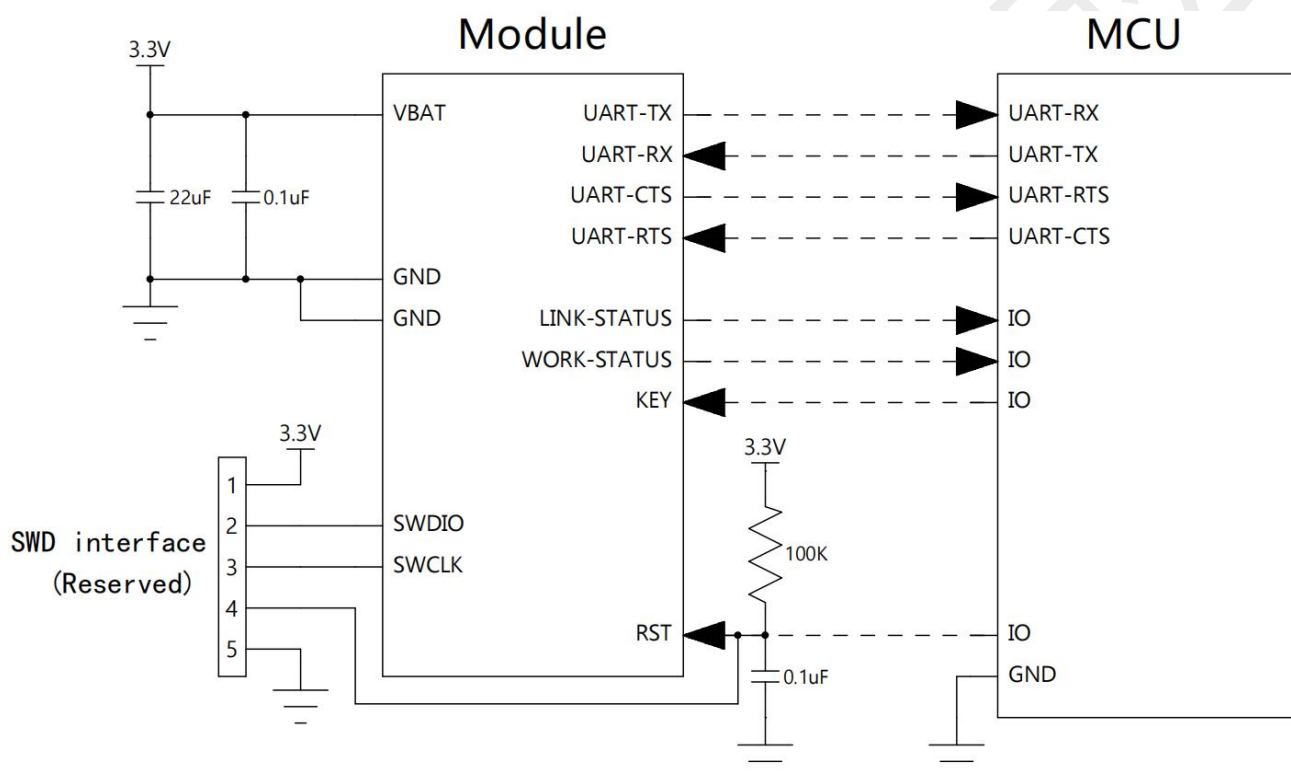 Module
MCU
3.3V
VBAT
UART-TX
UART-RX
UART-RX
UART-TX
22uF
0.1uF
UART-CTS
UART-RTS
UART-RTS
UART-CTS
GND
GND
LINK-STATUS
IO
WORK-STATUS
IO
KEY
IO
3.3V
3.3V
1
SWD interface
(Reserved)
2
SWDIO
3
SWCLK
100K
4
5
RST
IO
0.1uF
GND